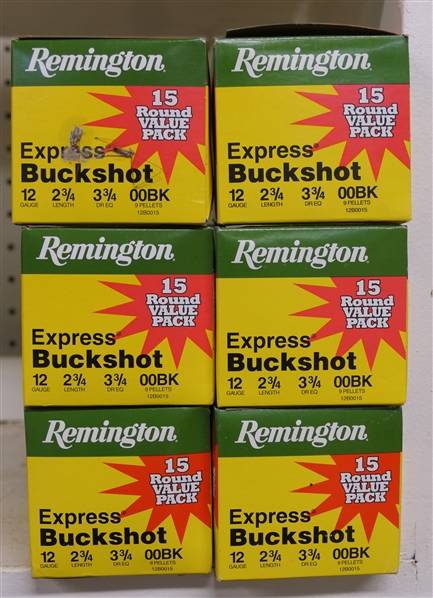 Remington.
15
Round
VALUE
PACK
Express
Buckshot
12 2¾ 3¾ 00BK
GAUGE LENGTH DR EQ 9 PELLETS
12B0015
Remington.
15
Round
VALUE
PACK
Express
Buckshot
12 2¾ 3¾ 00BK
GAUGE LENGTH DR EQ 9 PELLETS
12B0015
Remington.
15
Round
VALUE
PACK
Express
Buckshot
12 2¾ 3¾ 00BK
GAUGE LENGTH DR EQ 9 PELLETS
12B0015
Remington.
15
Round
VALUE
PACK
Express
Buckshot
12 2¾ 3¾ 00BK
GAUGE LENGTH DR EQ 9 PELLETS
12B0015
Remington.
15
Round
VALUE
PACK
Express
Buckshot
12 2¾ 3¾ 00BK
GAUGE LENGTH DR EQ 9 PELLETS
12B0015
Remington.
15
Round
VALUE
PACK
Express
Buckshot
12 2¾ 3¾ 00BK
GAUGE LENGTH DR EQ 9 PELLETS
12B0015